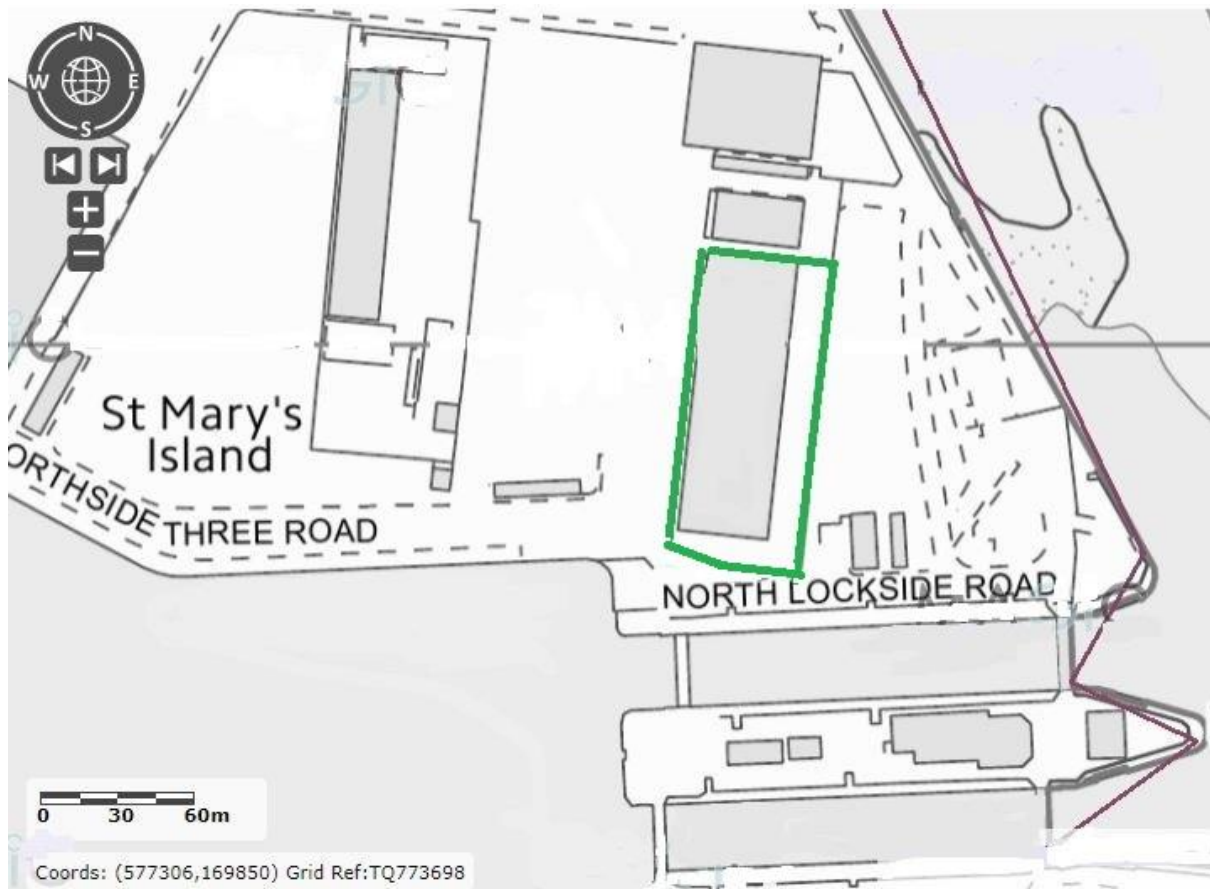 N
W E
S
St Mary's
Island
ORTHSIDE THREE ROAD
NORTH LOCKSIDE ROAD
0 30 60m
Coords: (577306,169850) Grid Ref:TQ773698